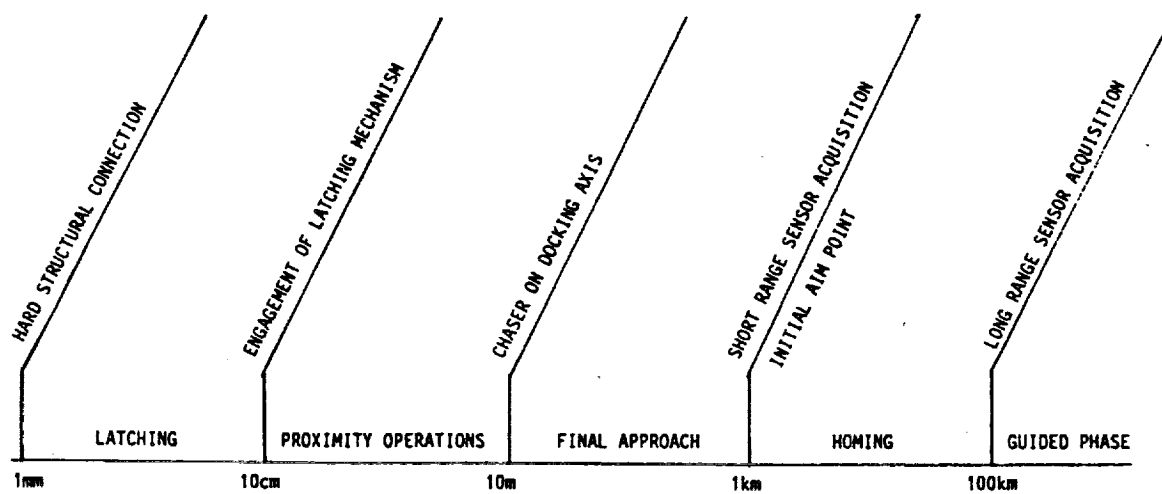 HARD STRUCTURAL CONNECTION
ENGAGEMENT OF LATCHING MECHANISM
CHASER ON DOCKING AXIS
SHORT RANGE SENSOR ACQUISITION
INITIAL AIM POINT
LONG RANGE SENSOR ACQUISITION
LATCHING
PROXIMITY OPERATIONS
FINAL APPROACH
HOMING
GUIDED PHASE
1mm
10cm
10m
1km
100km